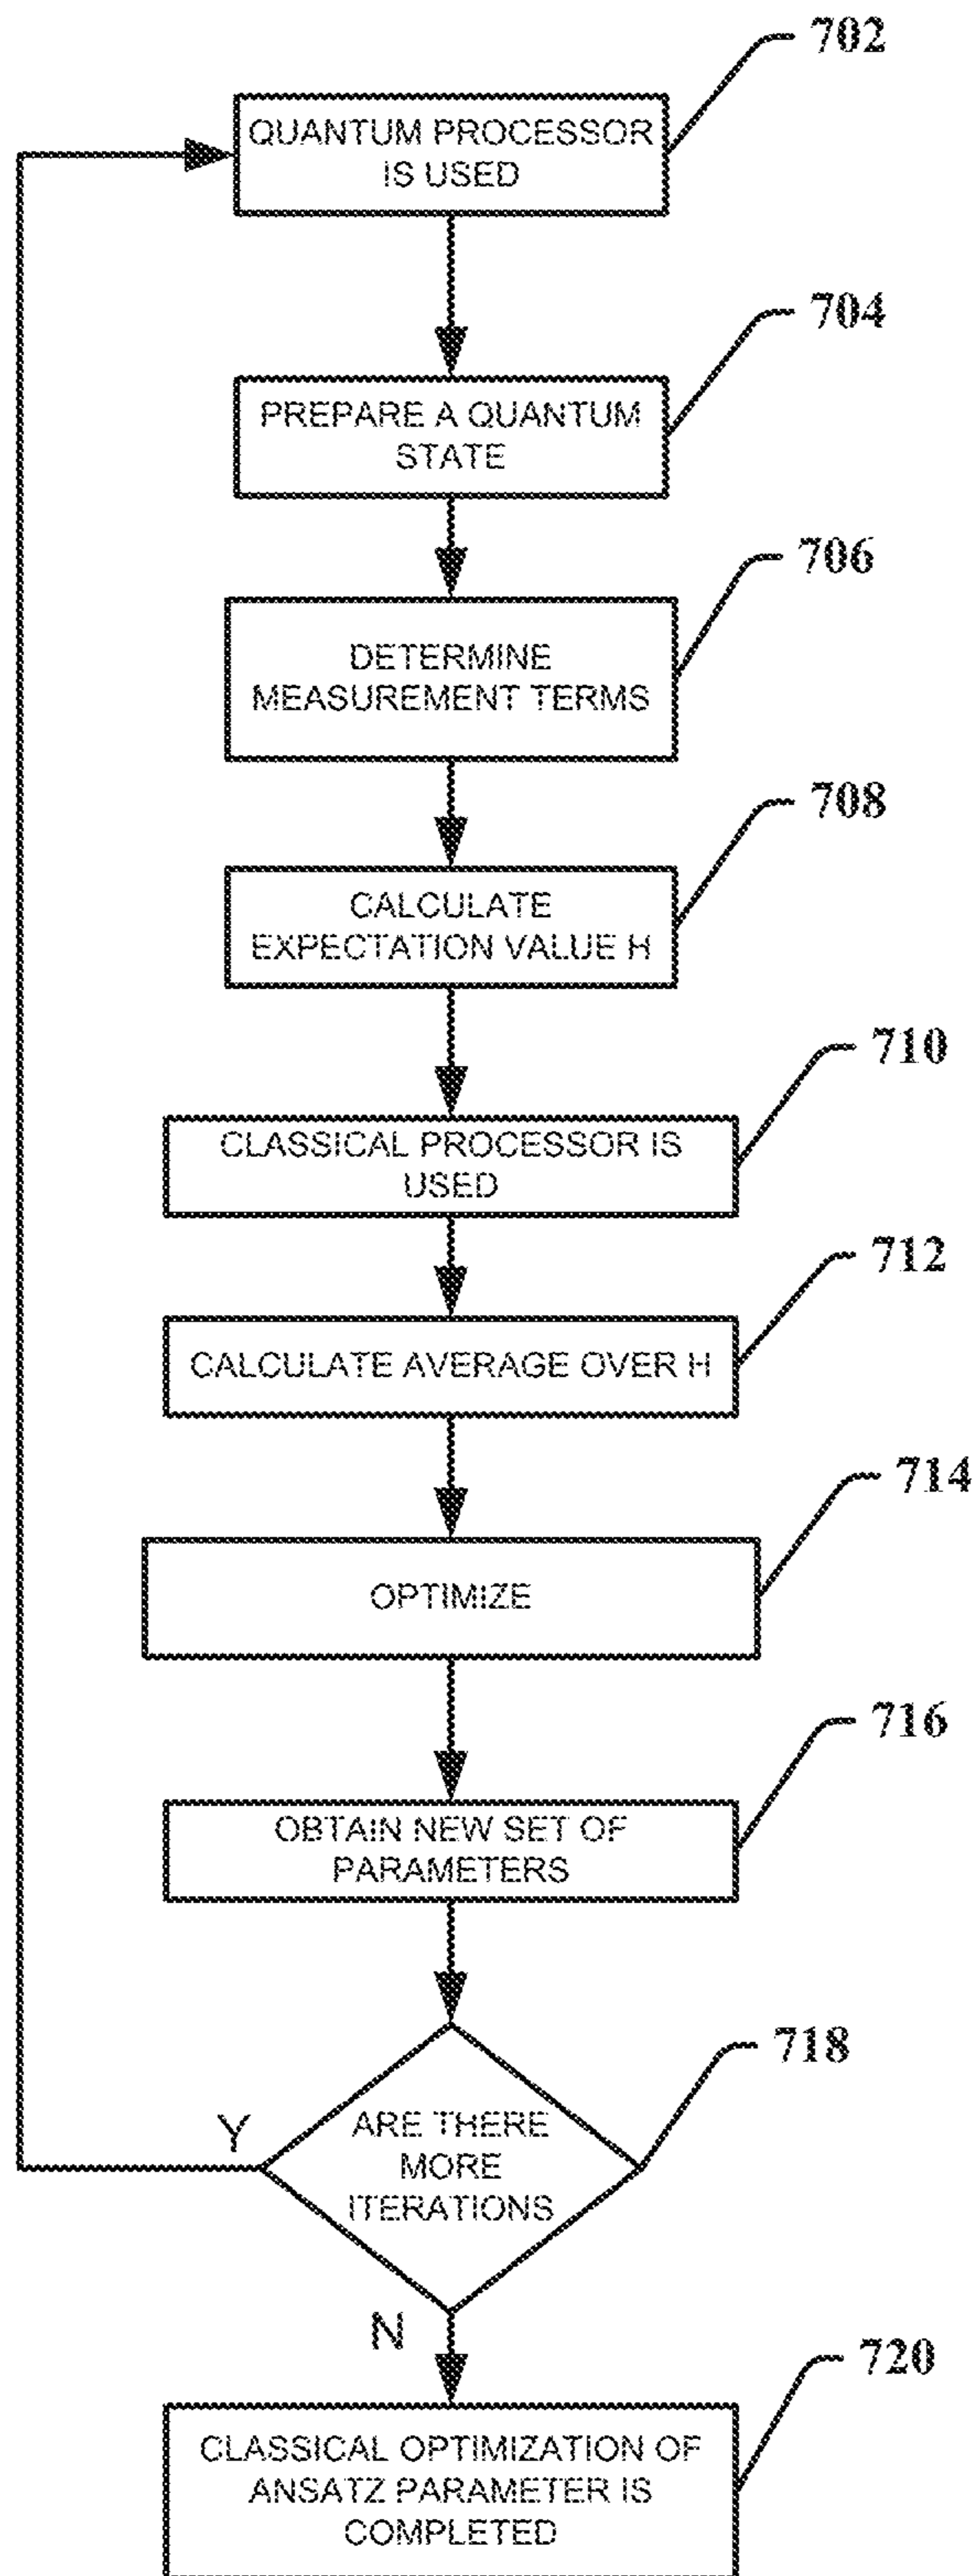 702
QUANTUM PROCESSOR
IS USED
704
PREPARE A QUANTUM
STATE
706
DETERMINE
MEASUREMENT TERMS
708
CALCULATE
EXPECTATION VALUE H
710
CLASSICAL PROCESSOR IS
USED
712
CALCULATE AVERAGE OVER H
714
OPTIMIZE
716
OBTAIN NEW SET OF
PARAMETERS
718
ARE THERE
MORE
ITERATIONS
Y
N
720
CLASSICAL OPTIMIZATION OF
ANSATZ PARAMETER IS
COMPLETED